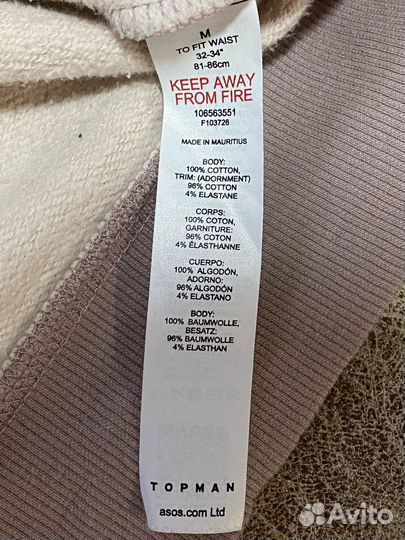 M
TO FIT WAIST
32-34"
81-86cm
KEEP AWAY
FROM FIRE
106563551
F103726
MADE IN MAURITIUS
BODY:
100% COTTON,
TRIM: (ADORNMENT)
96% COTTON
4% ELASTANE
CORPS:
100% COTON,
GARNITURE:
96% COTON
4% ÉLASTHANNE
CUERPO:
100% ALGODÓN,
ADORNO:
96% ALGODÓN
4% ELASTANO
BODY:
100% BAUMWOLLE,
BESATZ:
96% BAUMWOLLE
4% ELASTHAN
TOPMAN
asos.com Ltd
Avito